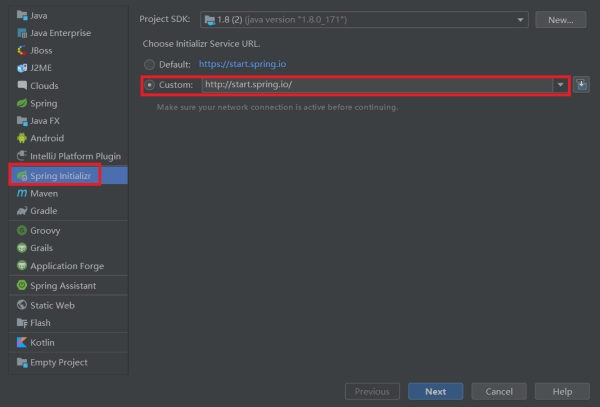 Java
Java Enterprise
JBoss
J2ME
Clouds
Spring
Java FX
Android
IntelliJ Platform Plugin
Spring Initializr
Maven
Gradle
Groovy
Grails
Application Forge
Spring Assistant
Static Web
Flash
Kotlin
Empty Project
Project SDK: 1.8 (2) (java version "1.8.0_171") New...
Choose Initializr Service URL.
Default: https://start.spring.io
Custom: http://start.spring.io/
Make sure your network connection is active before continuing.
Previous Next Cancel Help